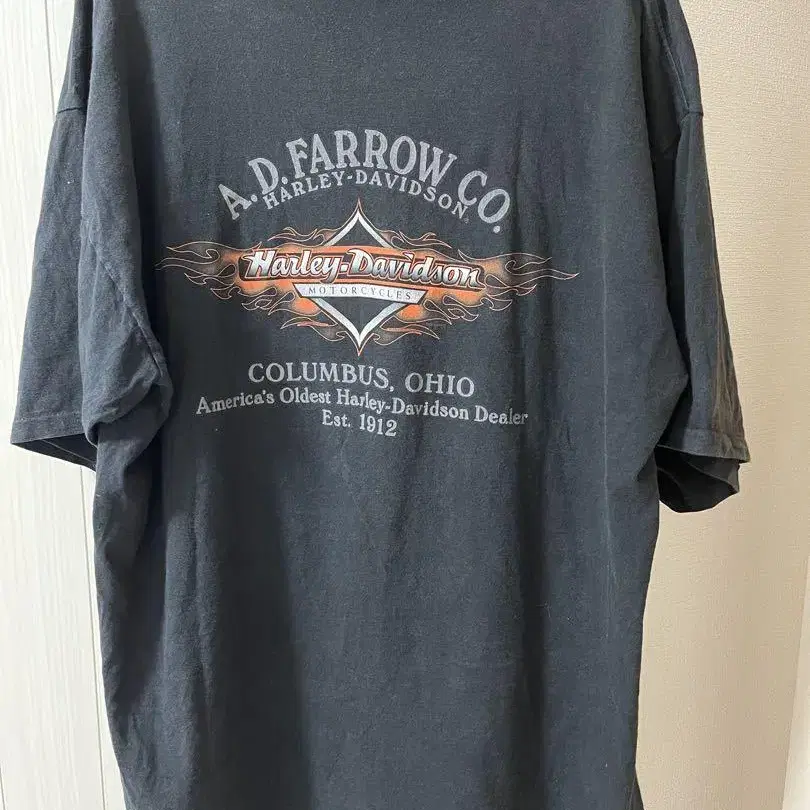 A.D. FARROW CO.
HARLEY-DAVIDSON
Harley-Davidson
MOTORCYCLES
COLUMBUS, OHIO
America's Oldest Harley-Davidson Dealer
Est. 1912